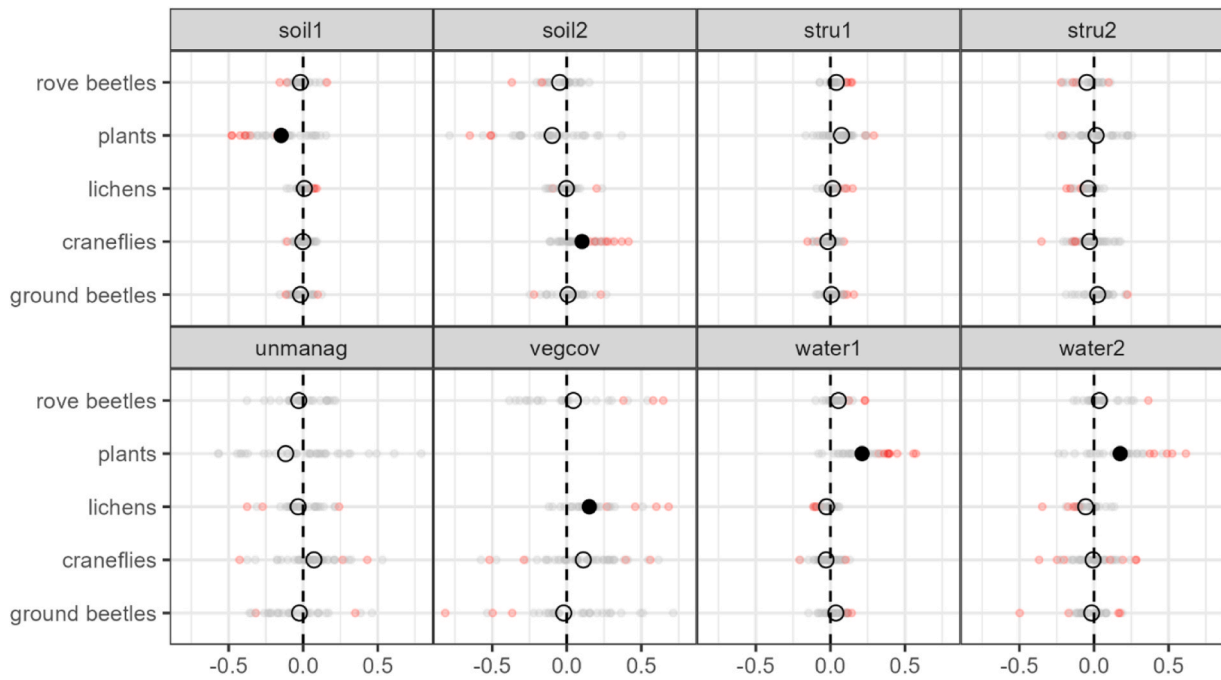 soil1 soil2 stru1 stru2
rove beetles
plants
lichens
craneflies
ground beetles
unmanag vegcov water1 water2
rove beetles
plants
lichens
craneflies
ground beetles
-0.5 0.0 0.5 -0.5 0.0 0.5 -0.5 0.0 0.5 -0.5 0.0 0.5